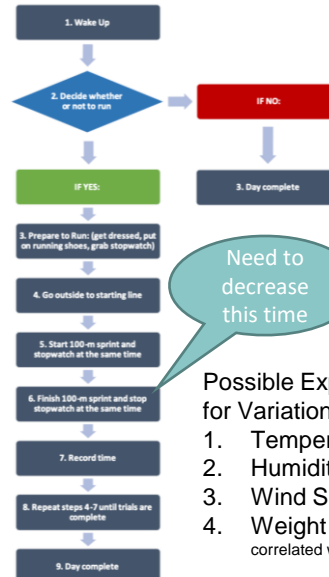 1. Wake Up
2. Decide whether
or not to run
IF NO:
IF YES:
3. Day complete
3. Prepare to Run: (get dressed, put
on running shoes, grab stopwatch)
Need to
decrease
this time
4. Go outside to starting line
5. Start 100-m sprint and
stopwatch at the same time
6. Finish 100-m sprint and stop
stopwatch at the same time
7. Record time
8. Repeat steps 4-7 until trials are
complete
9. Day complete
Possible Exp
for Variation
1. Temper
2. Humidit
3. Wind S
4. Weight
correlated w